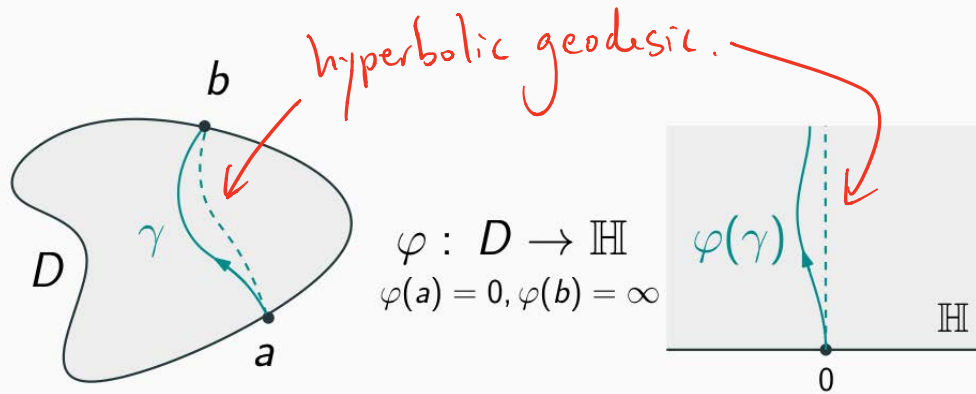 hyperbolic geodesic.
b
γ
D
a
φ : D → ℍ
φ(a) = 0, φ(b) = ∞
φ(γ)
ℍ
0